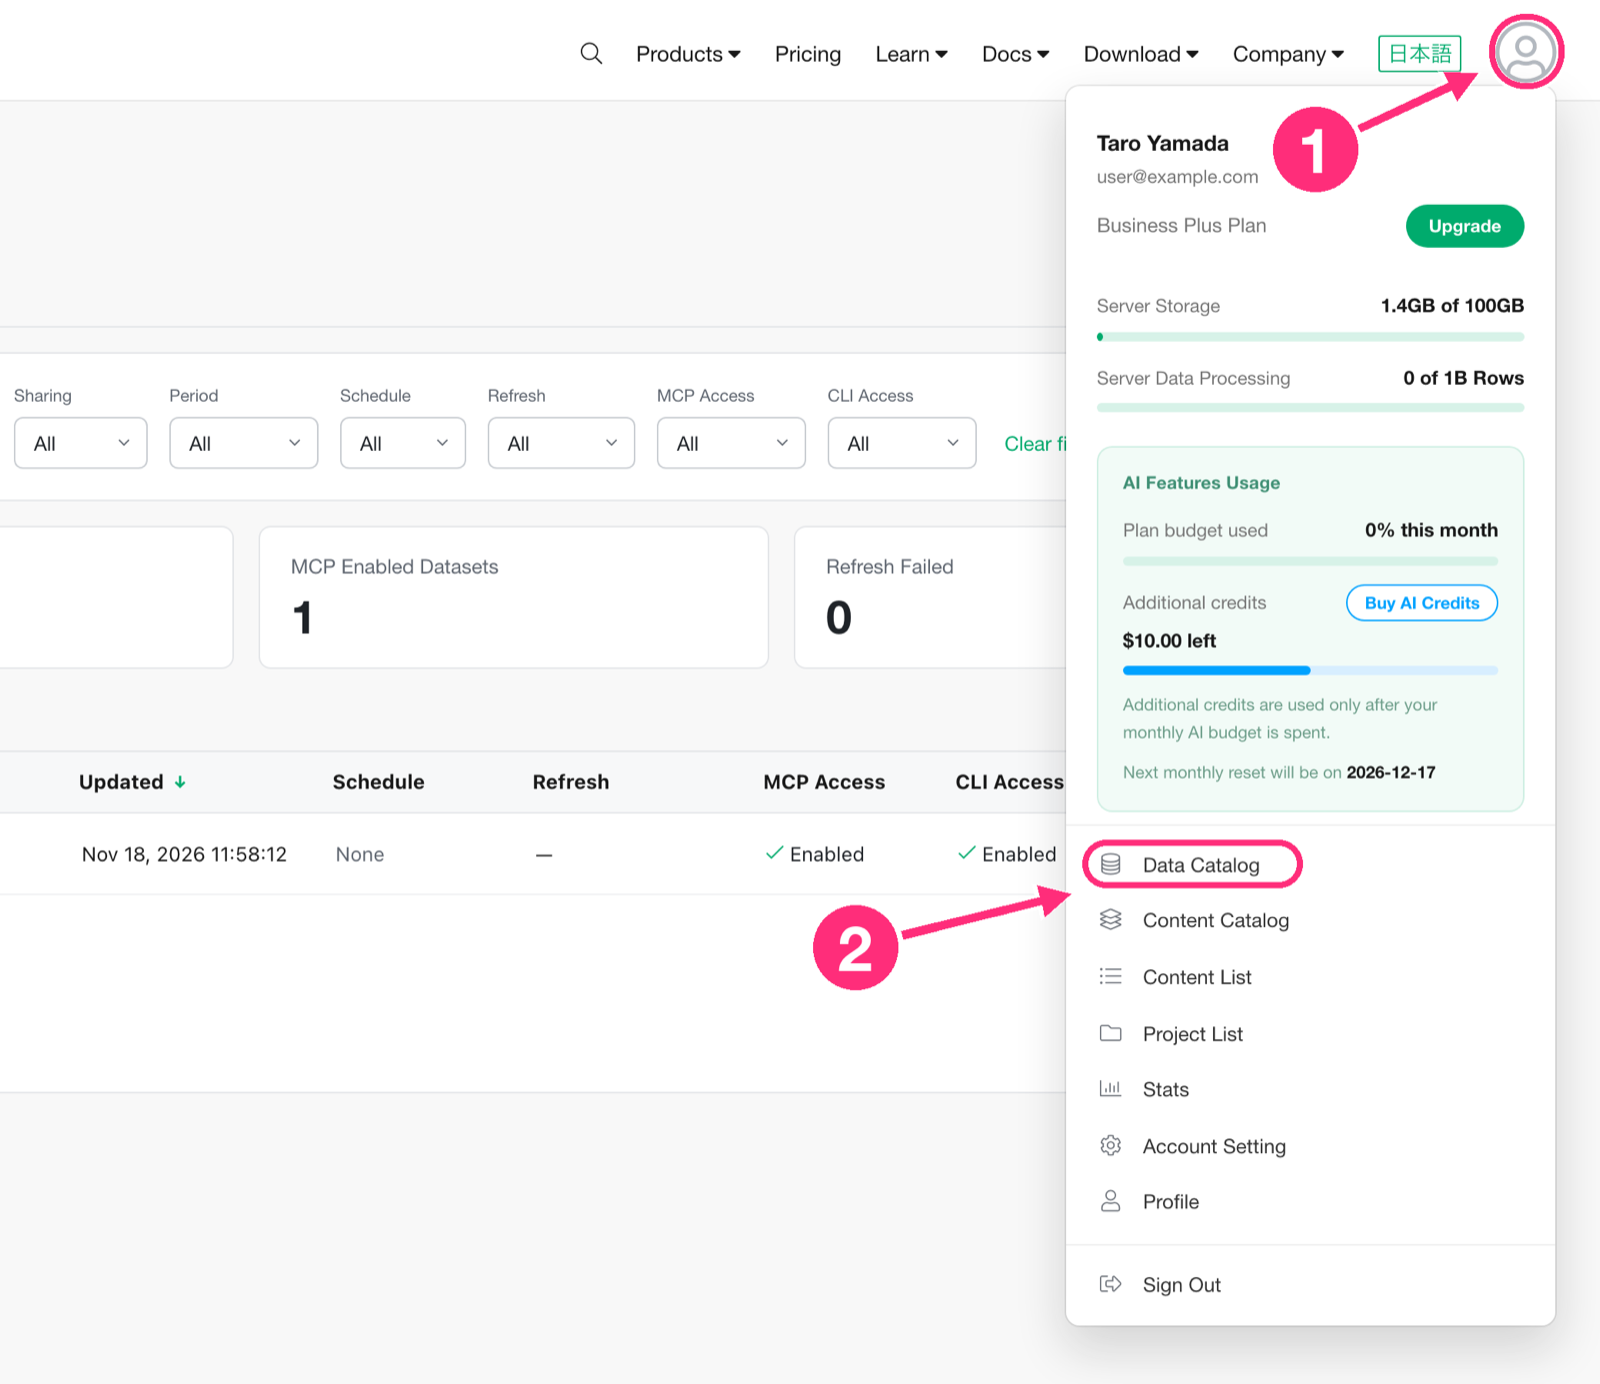 Products Pricing Learn Docs Download Company 日本語
1
Taro Yamada
user@example.com
Business Plus Plan Upgrade
Server Storage 1.4GB of 100GB
Server Data Processing 0 of 1B Rows
Sharing Period Schedule Refresh MCP Access CLI Access
All All All All All All Clear fi
AI Features Usage
Plan budget used 0% this month
Additional credits Buy AI Credits
$10.00 left
Additional credits are used only after your
monthly AI budget is spent.
Next monthly reset will be on 2026-12-17
MCP Enabled Datasets Refresh Failed
1 0
Updated Schedule Refresh MCP Access CLI Access
Nov 18, 2026 11:58:12 None — Enabled Enabled
2
Data Catalog
Content Catalog
Content List
Project List
Stats
Account Setting
Profile
Sign Out